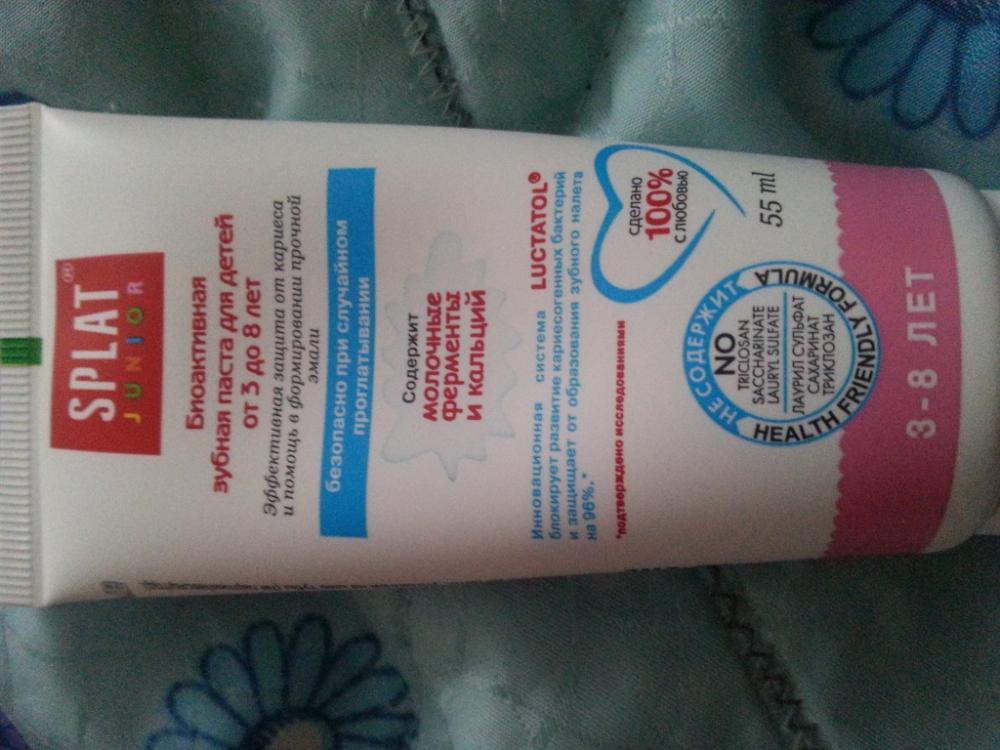 SPLAT®
JUNIOR
Биоактивная
зубная паста для детей
от 3 до 8 лет
Эффективная защита от кариеса
и помощь в формировании прочной
эмали
безопасно при случайном
проглатывании
Содержит
молочные
ферменты
и кальций
Инновационная система LUCTATOL®
блокирует развитие кариесогенных бактерий
и защищает от образования зубного налета
на 96%.*
*подтверждено исследованиями
сделано
100%
с любовью
55 ml
НЕ СОДЕРЖИТ
NO
TRICLOSAN
SACCHARINATE
LAURYL SULFATE
ЛАУРИЛ СУЛЬФАТ
САХАРИНАТ
ТРИКЛОЗАН
HEALTH FRIENDLY FORMULA
3 - 8 ЛЕТ